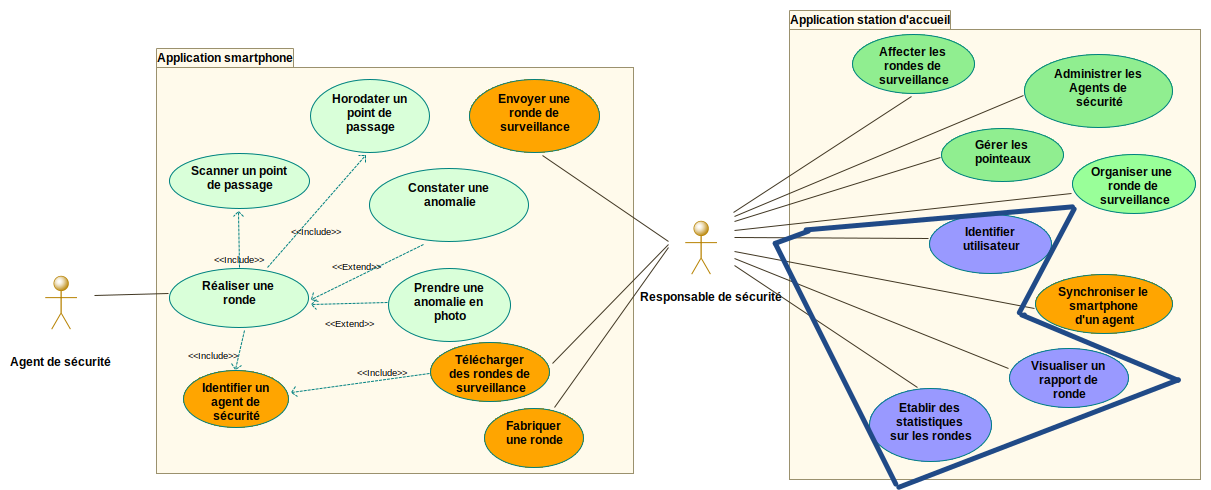 Application smartphone
Horodater un
point de
passage
Envoyer une
ronde de
surveillance
Scanner un point
de passage
Constater une
anomalie
<<Include>>
<<Include>>
<<Extend>>
Réaliser une
ronde
Prendre une
anomalie en
photo
<<Extend>>
<<Include>>
Télécharger
des rondes de
surveillance
<<Include>>
Identifier un
agent de
sécurité
Fabriquer
une ronde
Agent de sécurité
Responsable de sécurité
Application station d'accueil
Affecter les
rondes de
surveillance
Administrer les
Agents de
sécurité
Gérer les
pointeaux
Organiser une
ronde de
surveillance
Identifier
utilisateur
Synchroniser le
smartphone
d'un agent
Visualiser un
rapport de
ronde
Etablir des
statistiques
sur les rondes